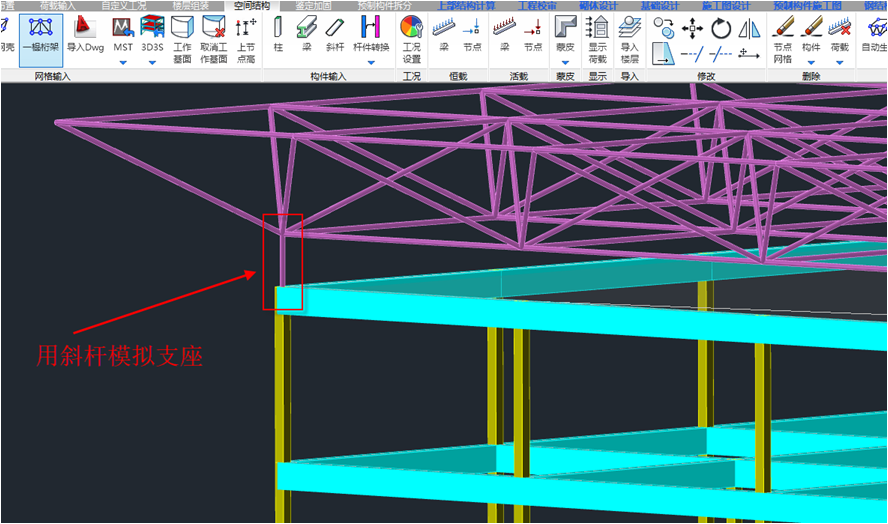 布置 荷载输入 自定义工况 楼层组装 空间结构 鉴定加固 预制构件拆分 上部结构计算 工程校审 砌体设计 基础设计 施工图设计 预制构件施工图 钢结
一榀桁架 导入Dwg MST 3D3S 工作基面 取消工作基面 上节点高 柱 梁 斜杆 杆件转换 工况设置 梁 节点 梁 节点 蒙皮 显示荷载 导入楼层 节点网格 构件 荷载 自动生
网格输入 构件输入 工况 恒载 活载 蒙皮 显示 导入 修改 删除
用斜杆模拟支座